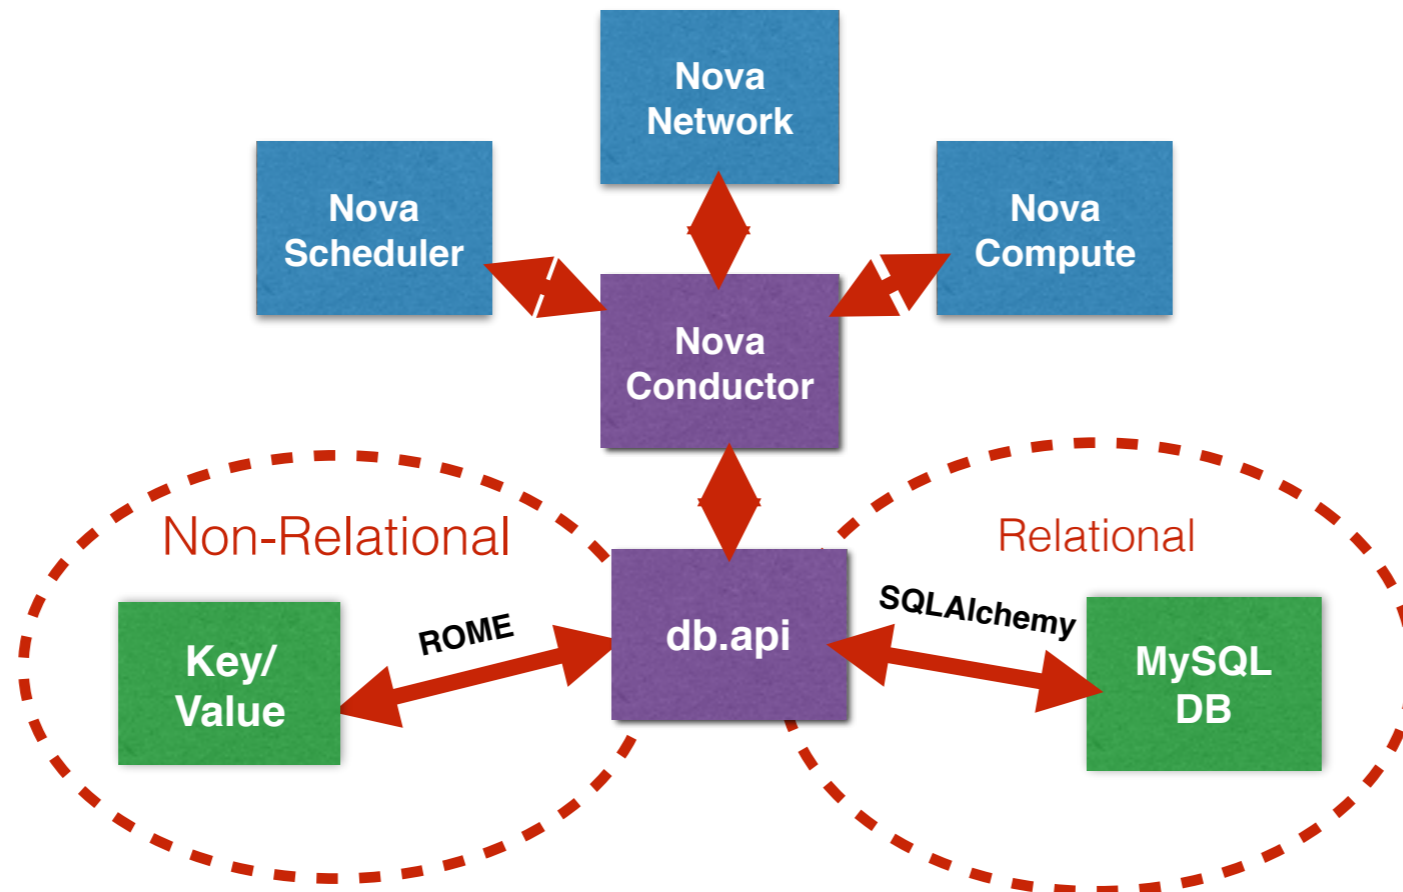 Nova
Network
Nova
Scheduler
Nova
Compute
Nova
Conductor
Non-Relational
Relational
ROME
SQLAlchemy
Key/
Value
db.api
MySQL
DB